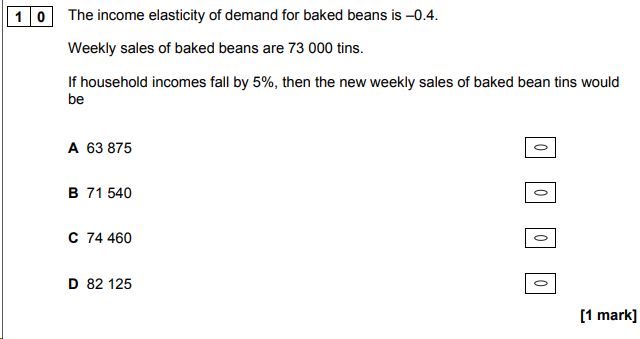 1 0 The income elasticity of demand for baked beans is –0.4.
Weekly sales of baked beans are 73 000 tins.
If household incomes fall by 5%, then the new weekly sales of baked bean tins would
be
A 63 875
B 71 540
C 74 460
D 82 125
[1 mark]